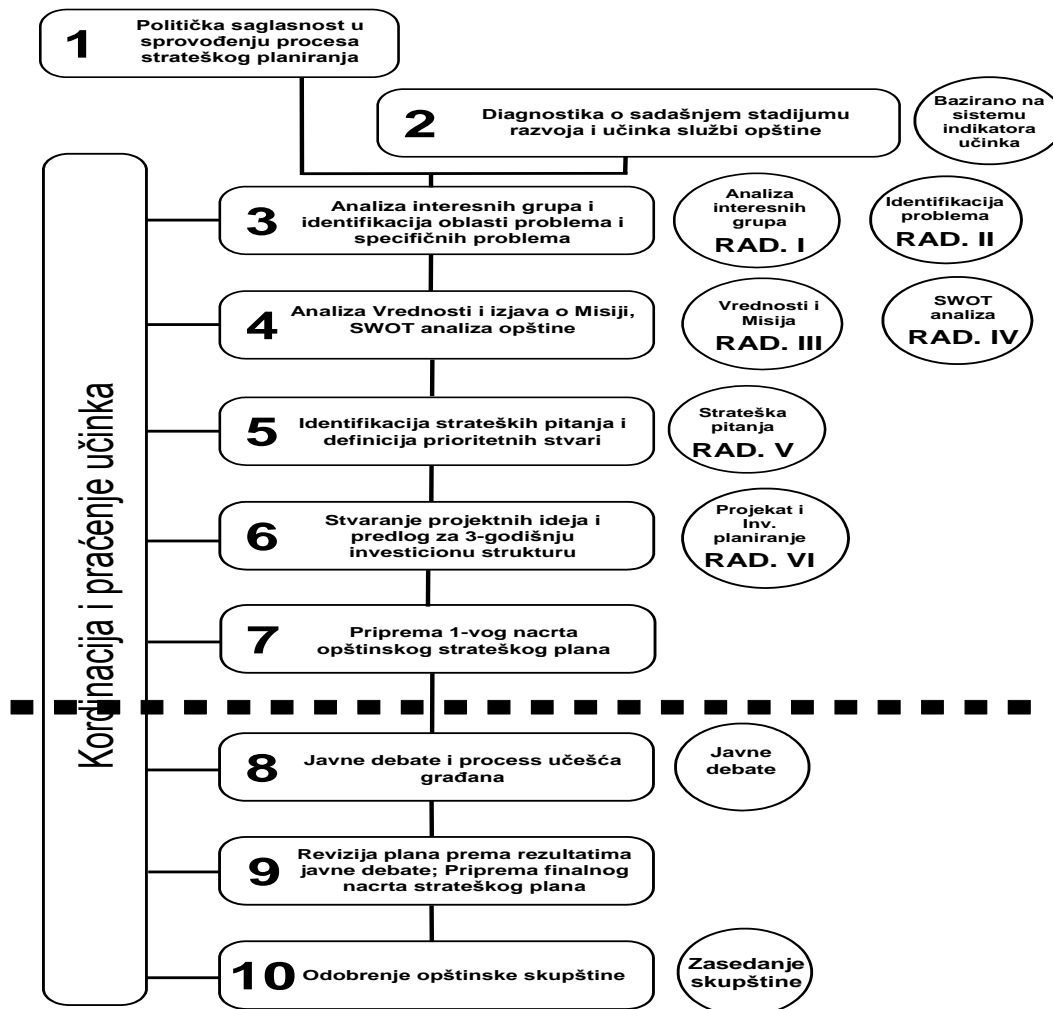 1
Politička saglasnost u
sprovođenju procesa
strateškog planiranja
2
Diagnostika o sadašnjem stadijumu
razvoja i učinka službi opštine
Bazirano na
sistemu
indikatora
učinka
Kordinacija i praćenje učinka
3
Analiza interesnih grupa i
identifikacija oblasti problema i
specifičnih problema
Analiza
interesnih
grupa
RAD. I
Identifikacija
problema
RAD. II
4
Analiza Vrednosti i izjava o Misiji,
SWOT analiza opštine
Vrednosti i
Misija
RAD. III
SWOT
analiza
RAD. IV
5
Identifikacija strateških pitanja i
definicija prioritetnih stvari
Strateška
pitanja
RAD. V
6
Stvaranje projektnih ideja i
predlog za 3-godišnju
investicionu strukturu
Projekat i
Inv.
planiranje
RAD. VI
7
Priprema 1-vog nacrta
opštinskog strateškog plana
8
Javne debate i process učešća
građana
Javne
debate
9
Revizija plana prema rezultatima
javne debate; Priprema finalnog
nacrta strateškog plana
10
Odobrenje opštinske skupštine
Zasedanje
skupštine